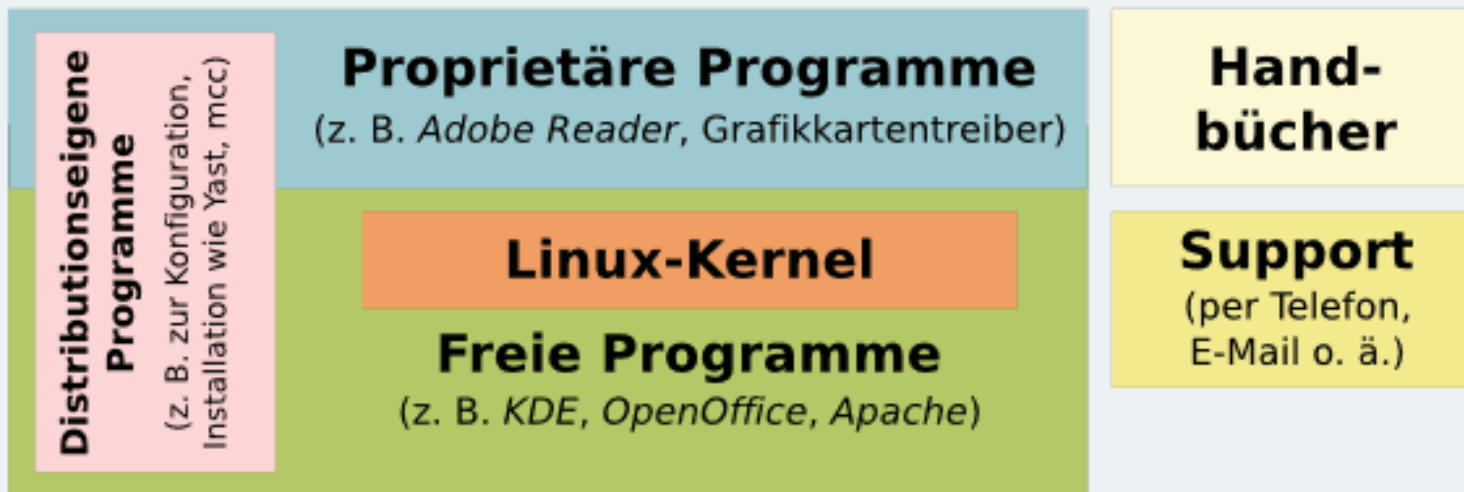 Distributionseigene
Programme
(z. B. zur Konfiguration,
Installation wie Yast, mcc)
Proprietäre Programme
(z. B. Adobe Reader, Grafikkartentreiber)
Linux-Kernel
Freie Programme
(z. B. KDE, OpenOffice, Apache)
Hand-
bücher
Support
(per Telefon,
E-Mail o. ä.)